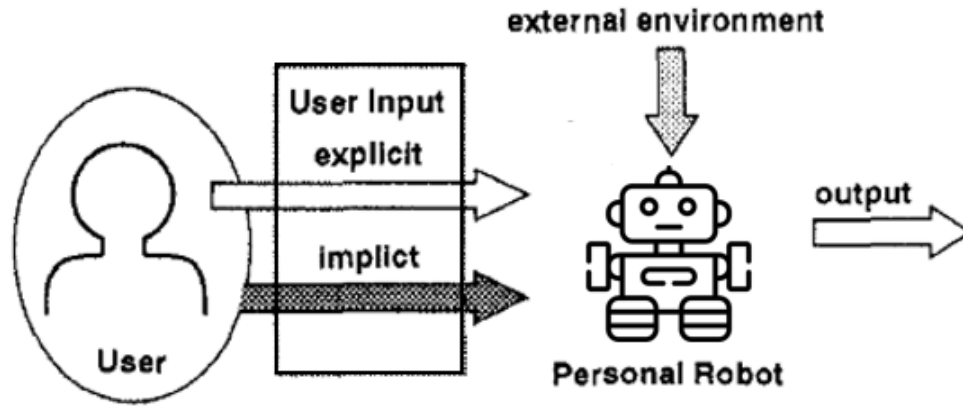 external environment
User Input
explicit
output
implict
User
Personal Robot